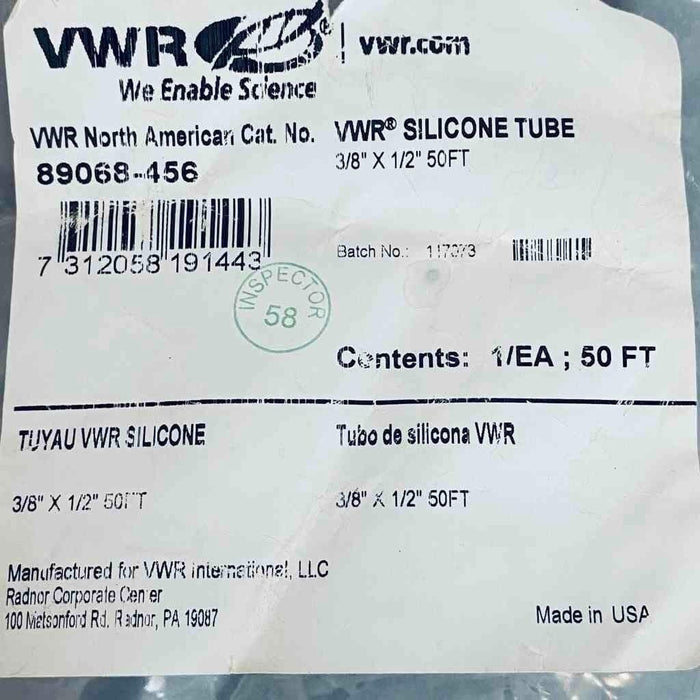 VWR® | vwr.com
We Enable Science
VWR North American Cat. No.
89068-456
VWR® SILICONE TUBE
3/8" X 1/2" 50FT
7 312058 191443
Batch No.:
INSPECTOR
58
Contents: 1/EA ; 50 FT
TUYAU VWR SILICONE
3/8" X 1/2" 50FT
Tubo de silicona VWR
3/8" X 1/2" 50FT
Manufactured for VWR International, LLC
Radnor Corporate Center
100 Matsonford Rd. Radnor, PA 19087
Made in USA